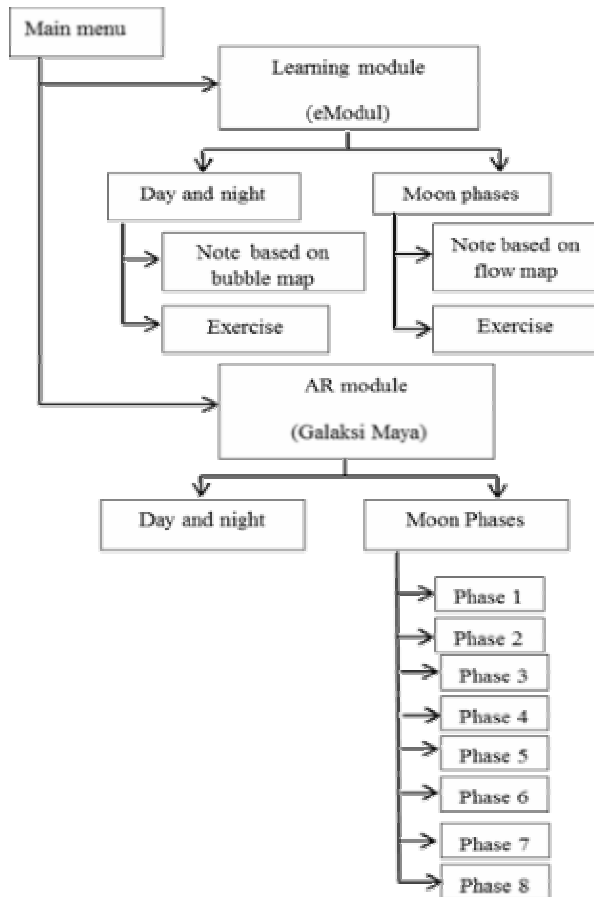 Main menu
Learning module
(eModul)
Day and night
Moon phases
Note based on
bubble map
Exercise
Note based on
flow map
Exercise
AR module
(Galaksi Maya)
Day and night
Moon Phases
Phase 1
Phase 2
Phase 3
Phase 4
Phase 5
Phase 6
Phase 7
Phase 8